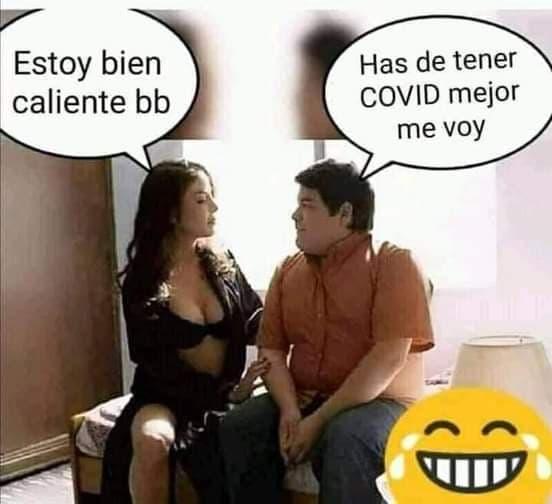 Estoy bien
caliente bb
Has de tener
COVID mejor
me voy